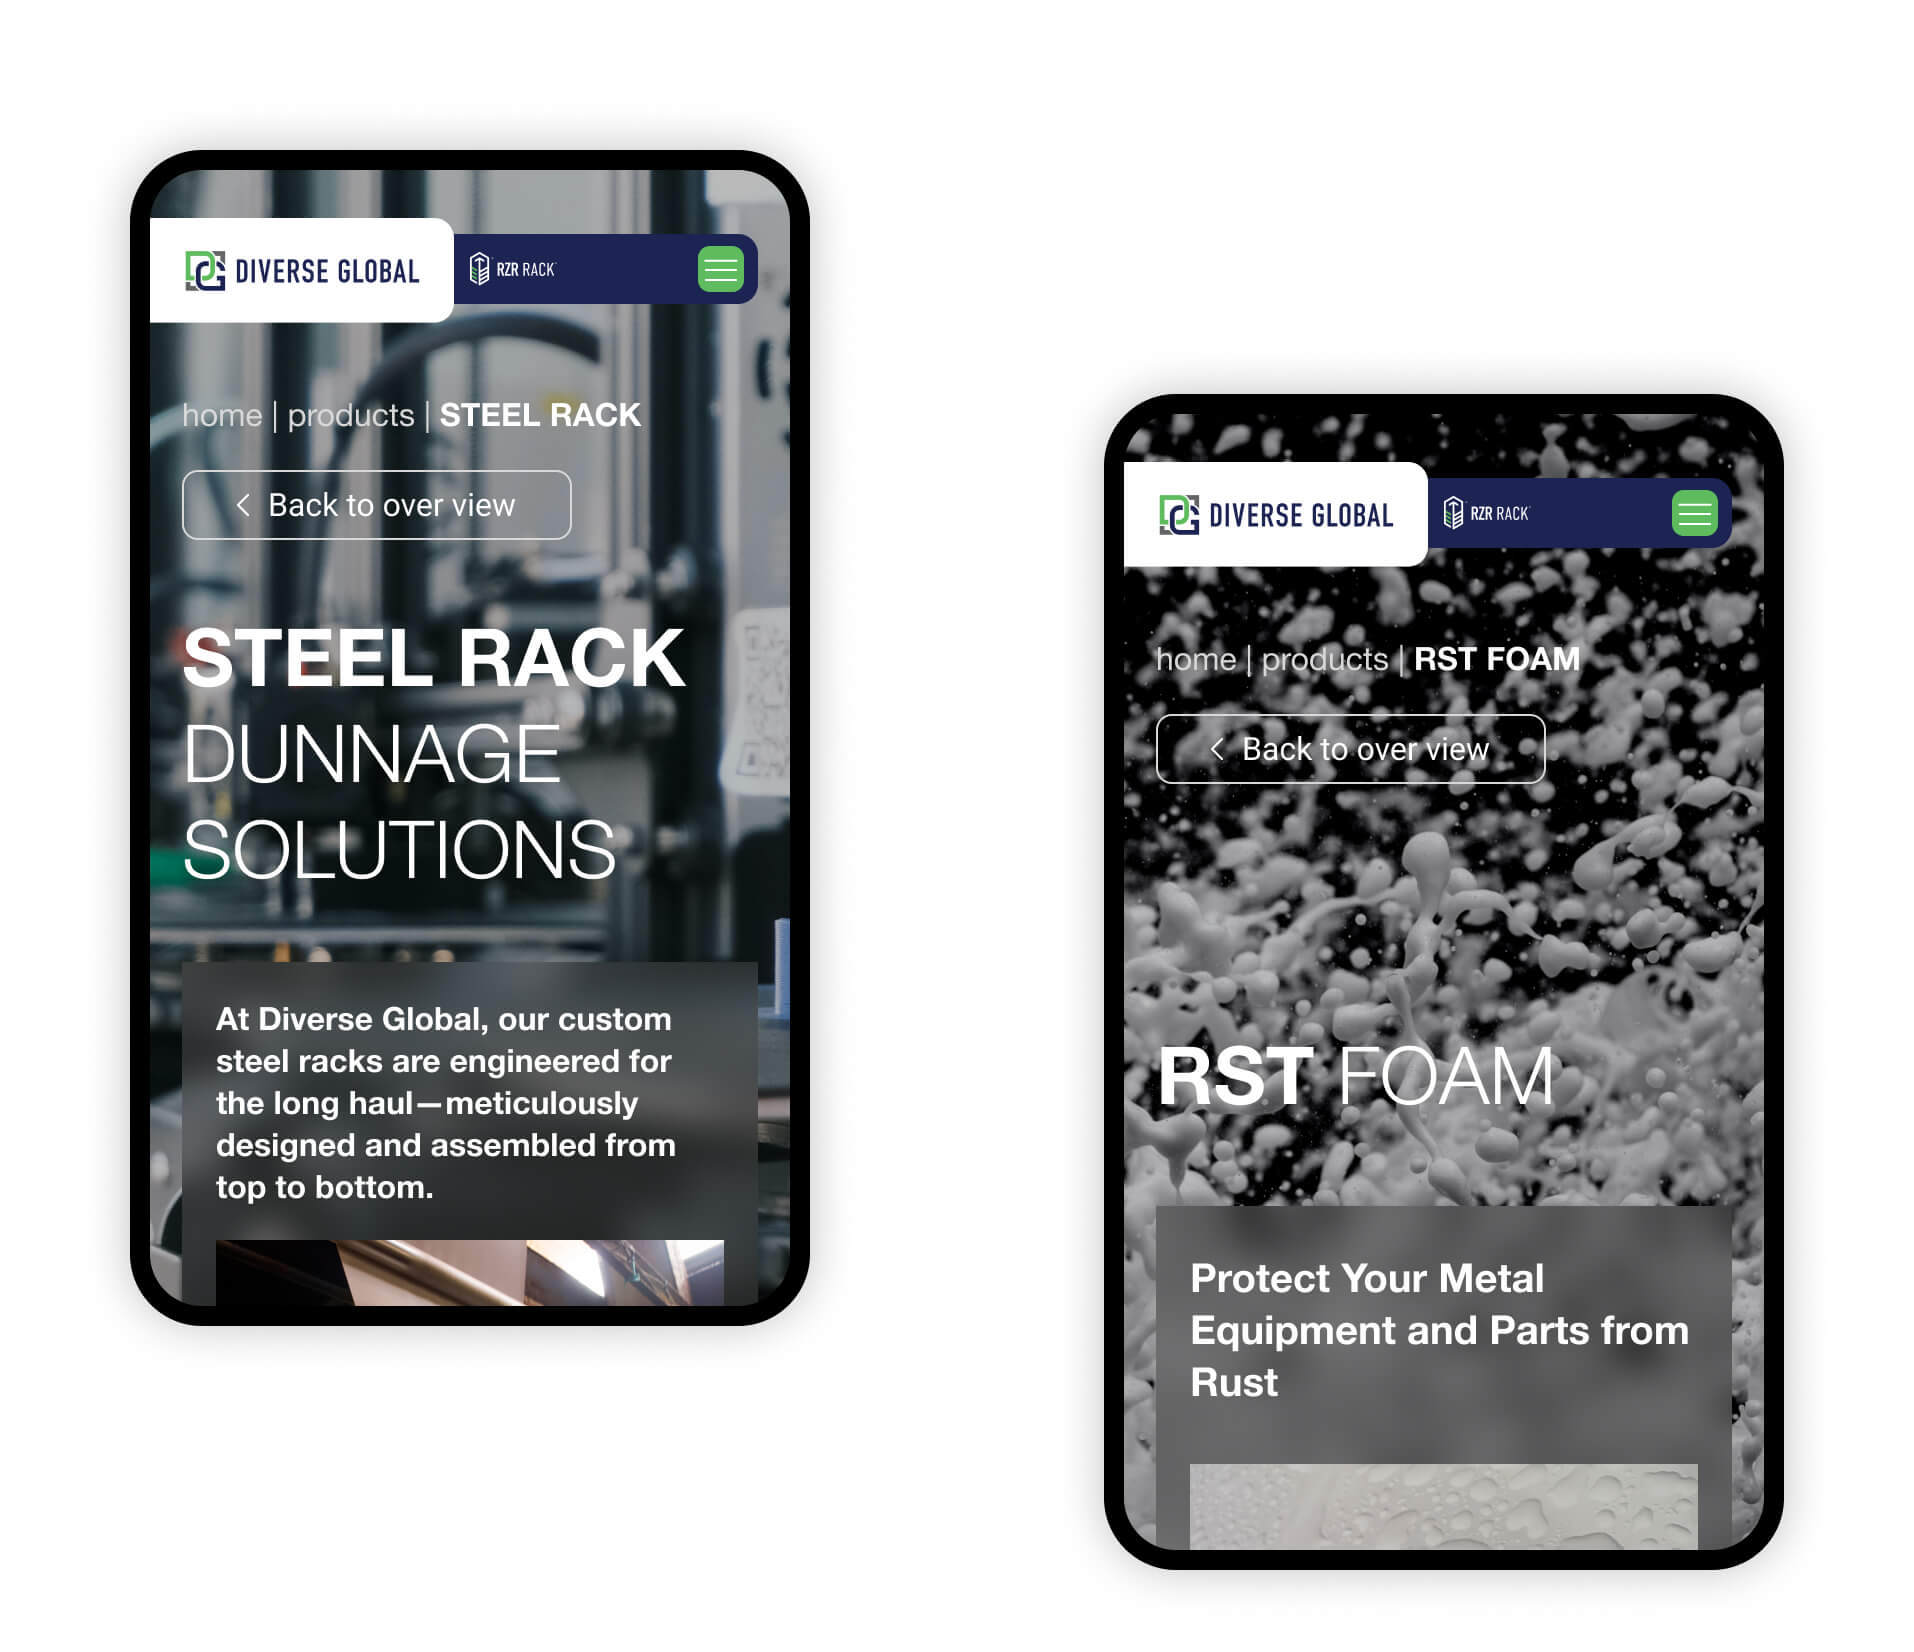 DIVERSE GLOBAL
RZR RACK
home | products | STEEL RACK
Back to over view
STEEL RACK
DUNNAGE
SOLUTIONS
At Diverse Global, our custom
steel racks are engineered for
the long haul—meticulously
designed and assembled from
top to bottom.
DIVERSE GLOBAL
RZR RACK
home | products | RST FOAM
Back to over view
RST FOAM
Protect Your Metal
Equipment and Parts from
Rust